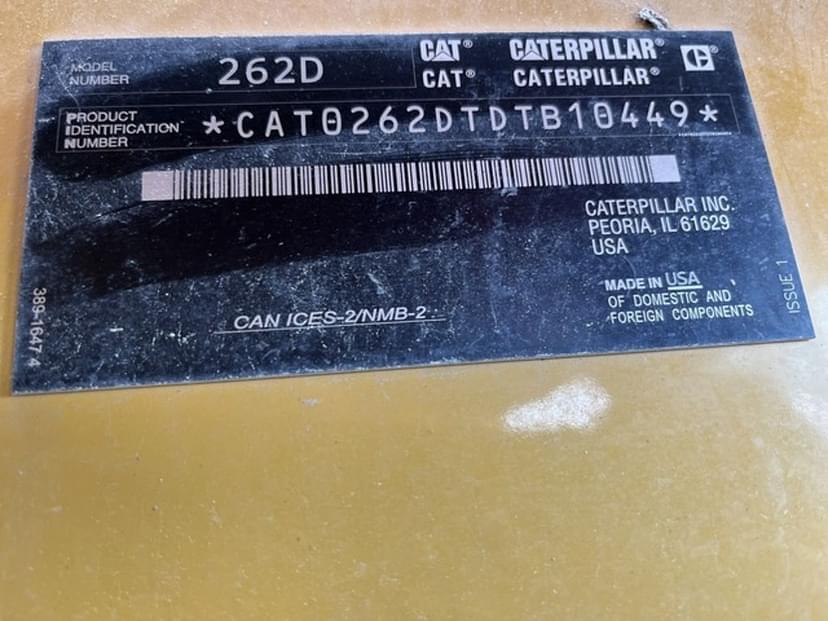 MODEL NUMBER 262D
CAT® CATERPILLAR®
CAT® CATERPILLAR®
PRODUCT IDENTIFICATION NUMBER *CAT0262DTDTB10449*
CATERPILLAR INC.
PEORIA, IL 61629
USA
MADE IN USA
OF DOMESTIC AND
FOREIGN COMPONENTS
CAN ICES-2/NMB-2
389-1647 4
ISSUE 1